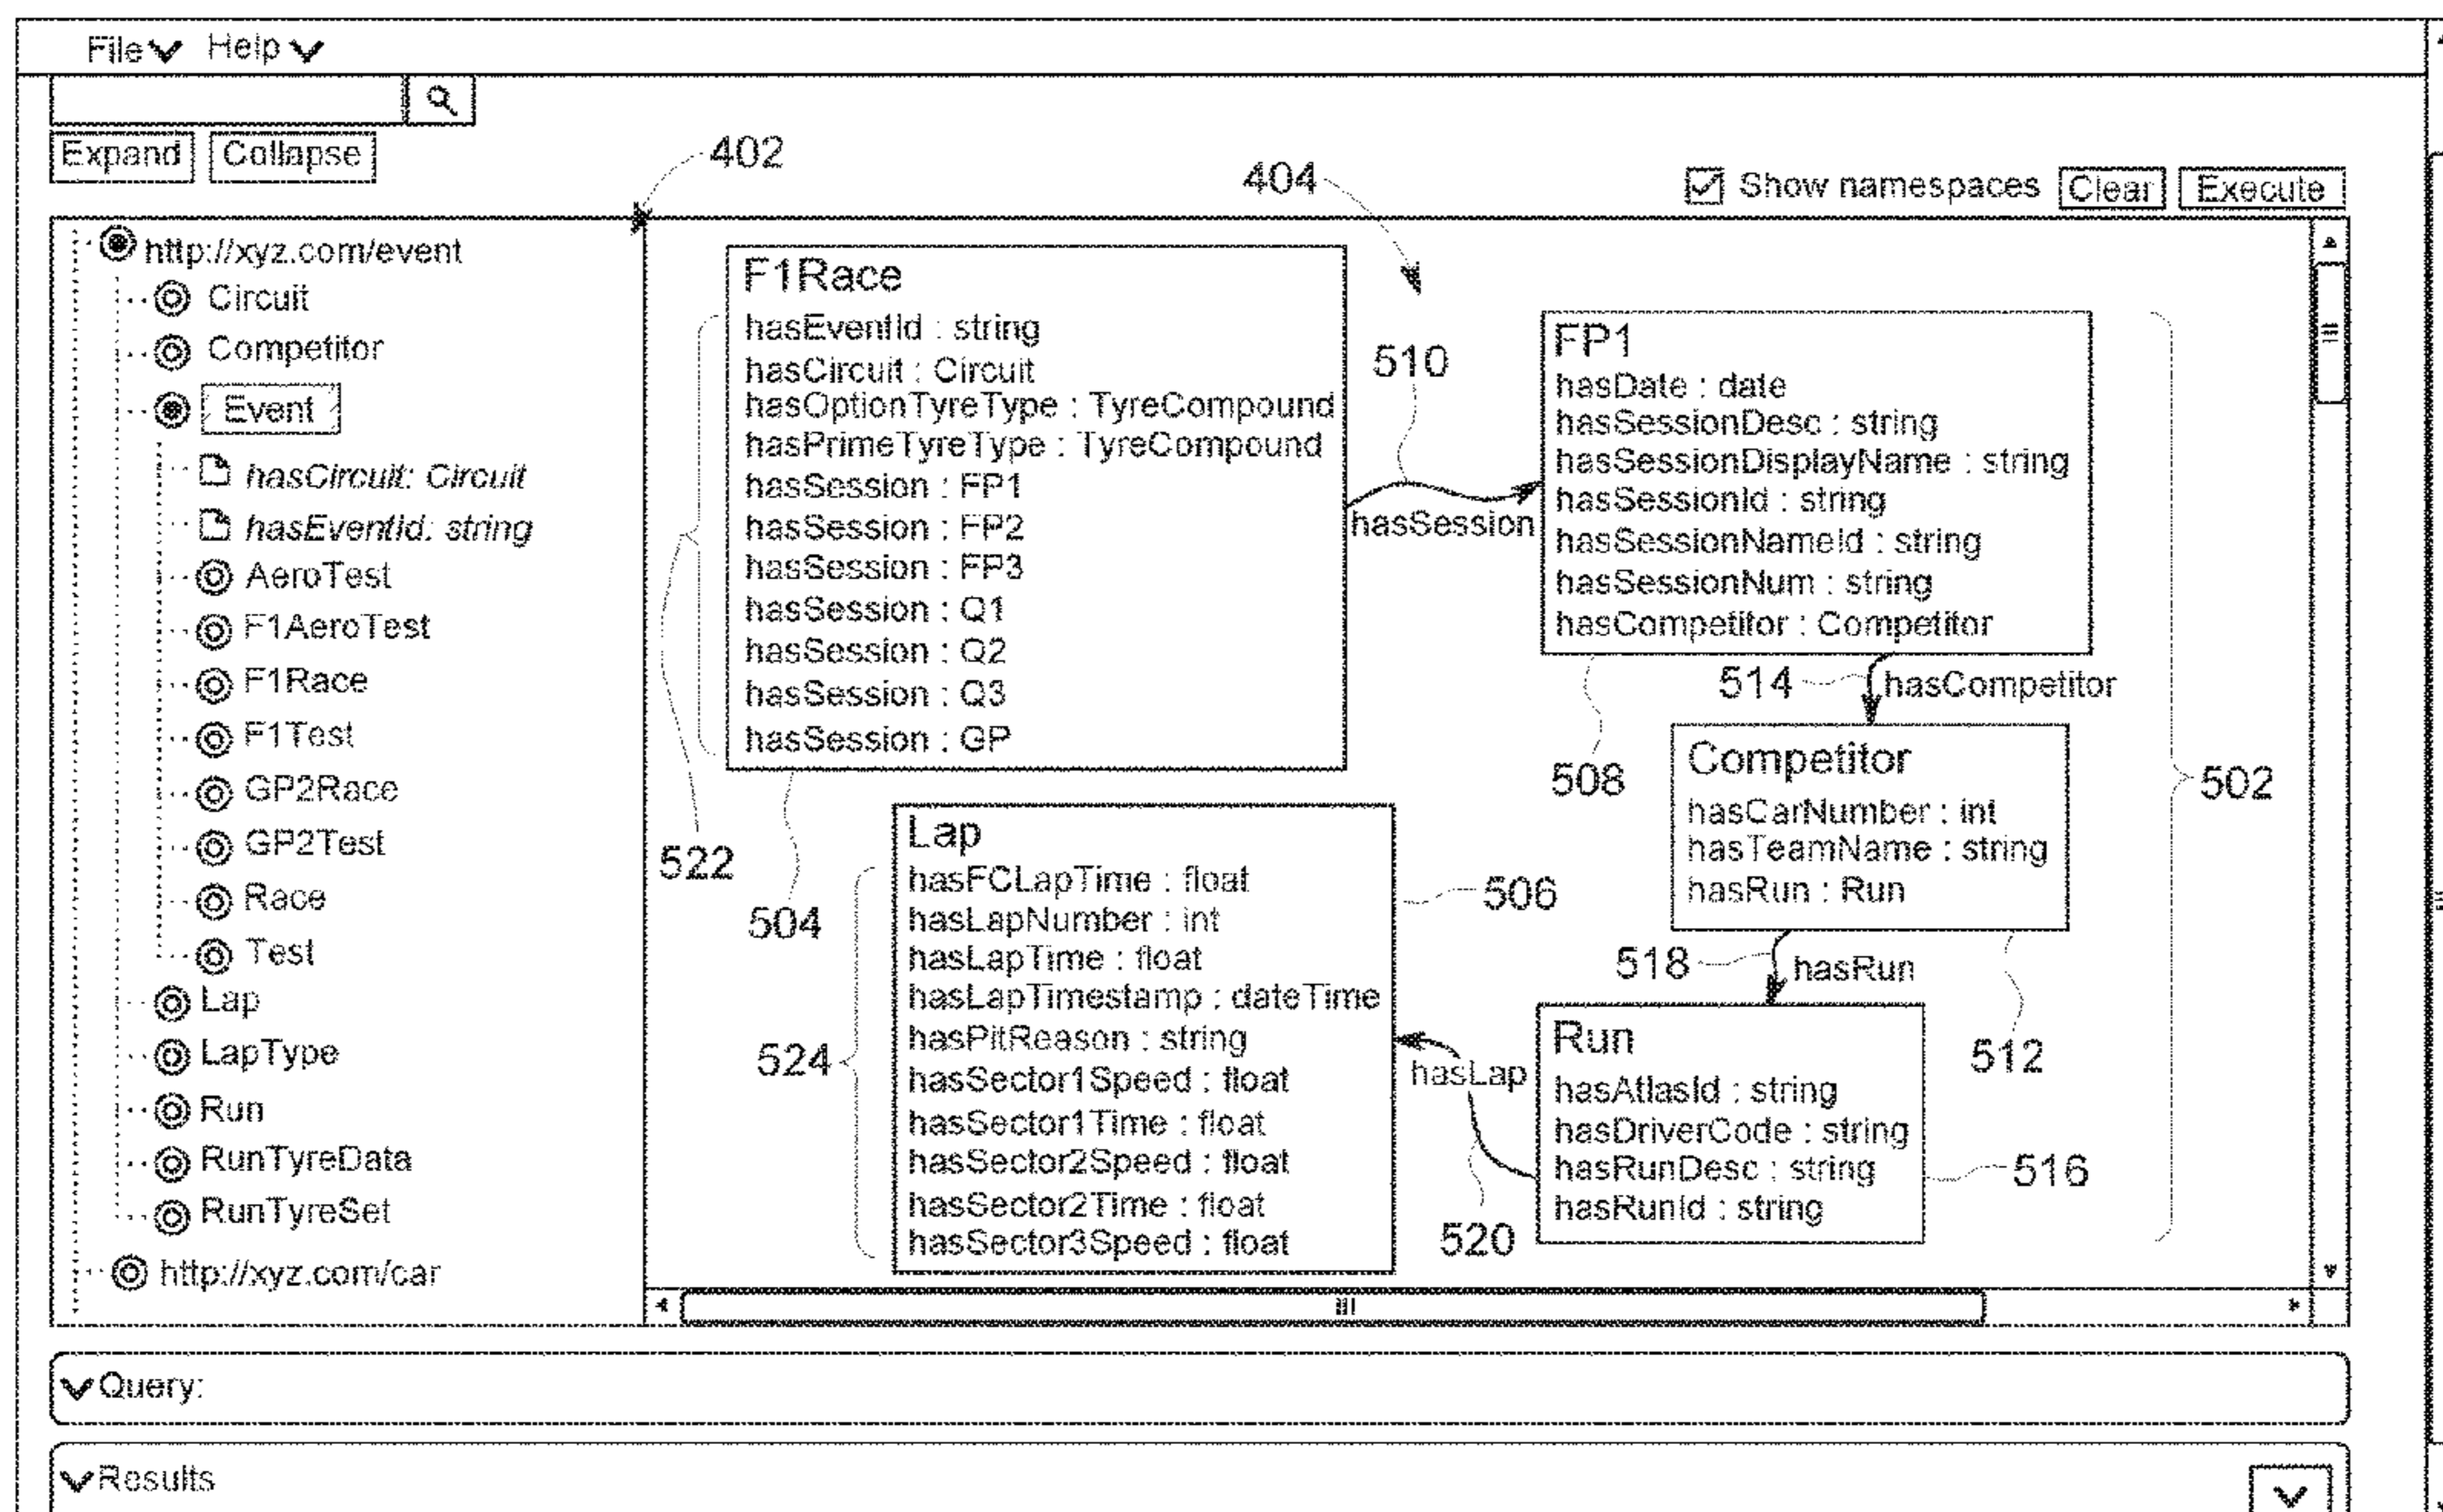 File Help
Expand Collapse
402
404
Show namespaces Clear Execute
http://xyz.com/event
Circuit
Competitor
Event
hasCircuit: Circuit
hasEventId: string
AeroTest
F1AeroTest
F1Race
F1Test
GP2Race
GP2Test
Race
Test
Lap
LapType
Run
RunTyreData
RunTyreSet
http://xyz.com/car
F1Race
hasEventId : string
hasCircuit : Circuit
hasOptionTyreType : TyreCompound
hasPrimeTyreType : TyreCompound
hasSession : FP1
hasSession : FP2
hasSession : FP3
hasSession : Q1
hasSession : Q2
hasSession : Q3
hasSession : GP
522
504
510
hasSession
FP1
hasDate : date
hasSessionDesc : string
hasSessionDisplayName : string
hasSessionId : string
hasSessionNameId : string
hasSessionNum : string
hasCompetitor : Competitor
508
514
hasCompetitor
502
Competitor
hasCarNumber : int
hasTeamName : string
hasRun : Run
512
518
hasRun
Run
hasAtlasId : string
hasDriverCode : string
hasRunDesc : string
hasRunId : string
516
520
hasLap
Lap
hasFCLapTime : float
hasLapNumber : int
hasLapTime : float
hasLapTimestamp : dateTime
hasPitReason : string
hasSector1Speed : float
hasSector1Time : float
hasSector2Speed : float
hasSector2Time : float
hasSector3Speed : float
506
524
Query:
Results